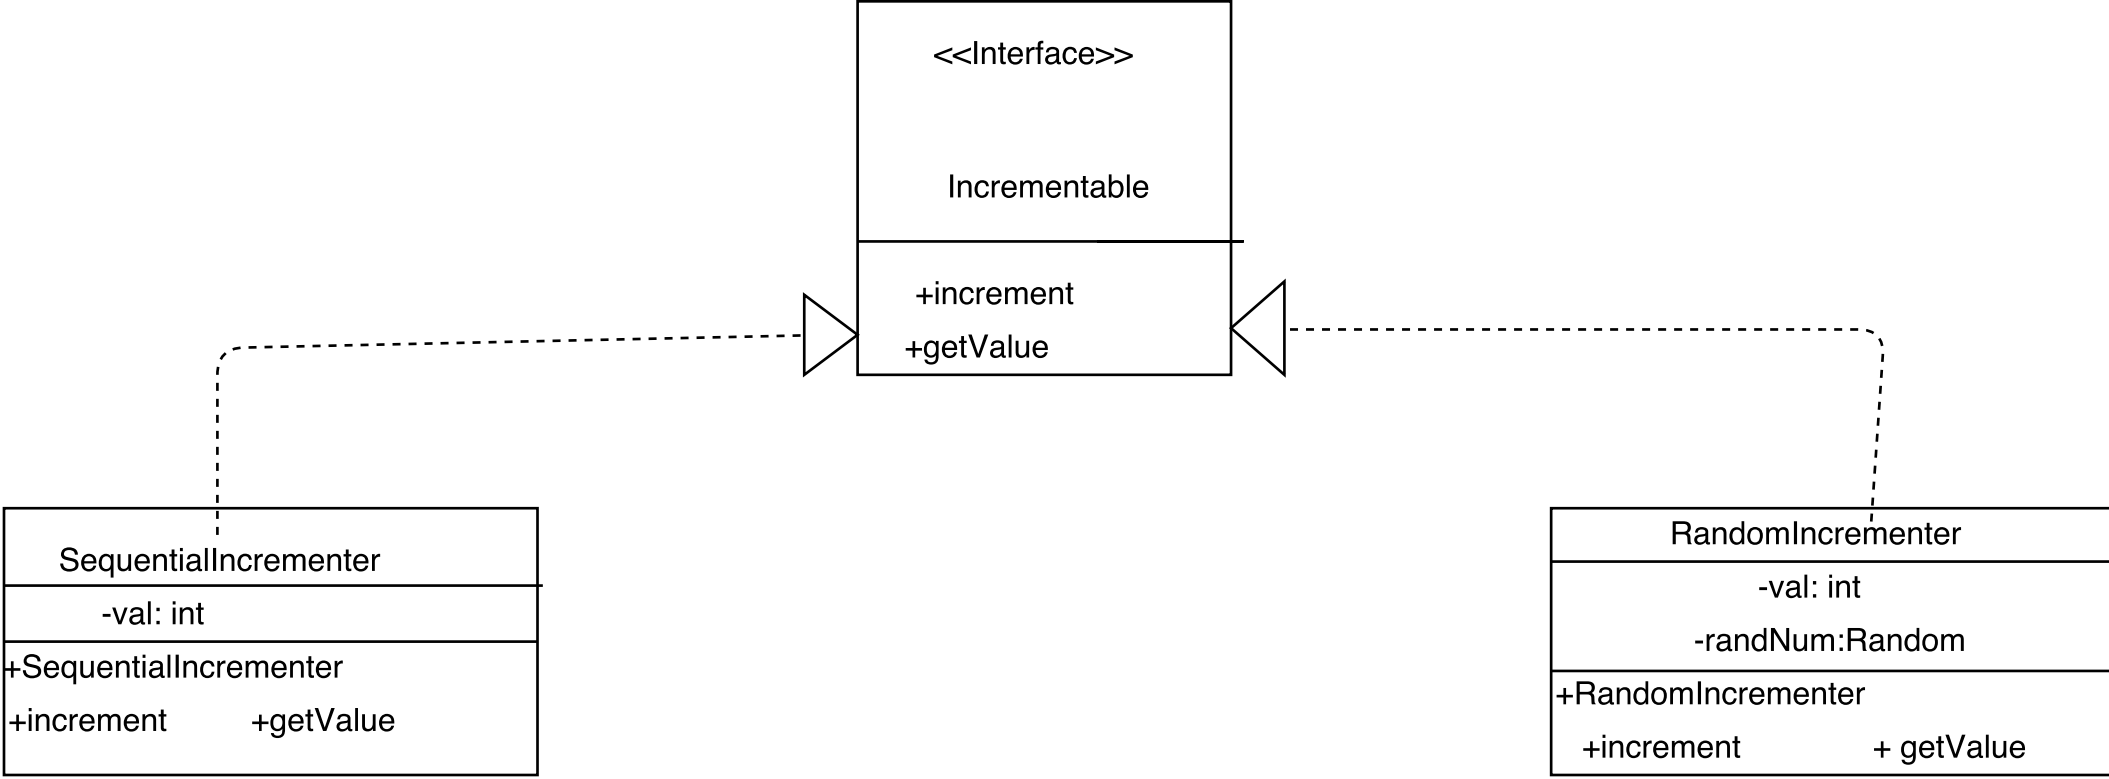 <<Interface>>
Incrementable
+increment
+getValue
SequentialIncrementer
-val: int
+SequentialIncrementer
+increment +getValue
RandomIncrementer
-val: int
-randNum:Random
+RandomIncrementer
+increment + getValue